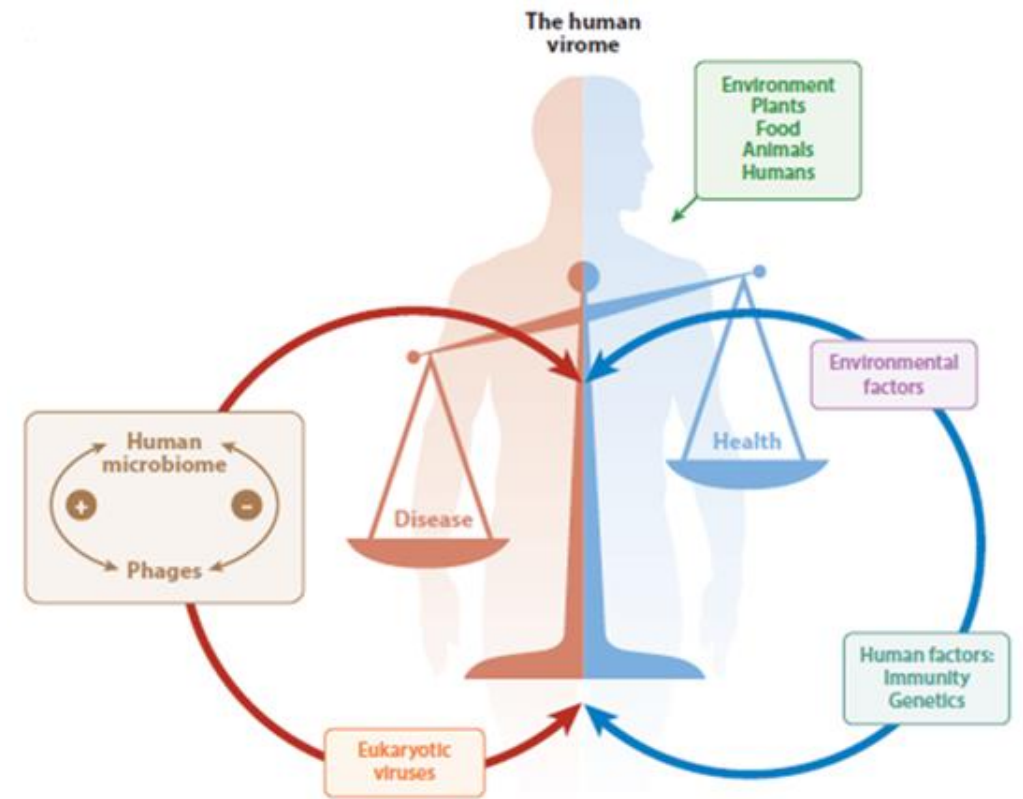 The human
virome
Environment
Plants
Food
Animals
Humans
Environmental
factors
Human
microbiome
+
-
Phages
Health
Disease
Human factors:
Immunity
Genetics
Eukaryotic
viruses